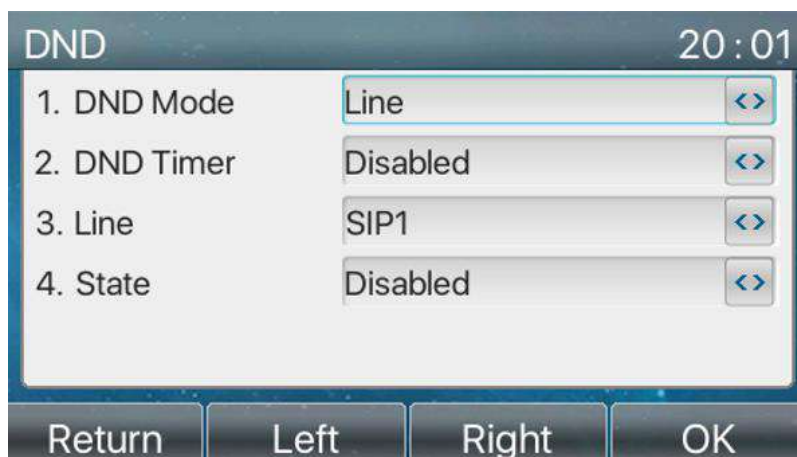 DND 20:01
1. DND Mode Line <>
2. DND Timer Disabled <>
3. Line SIP1 <>
4. State Disabled <>
Return Left Right OK